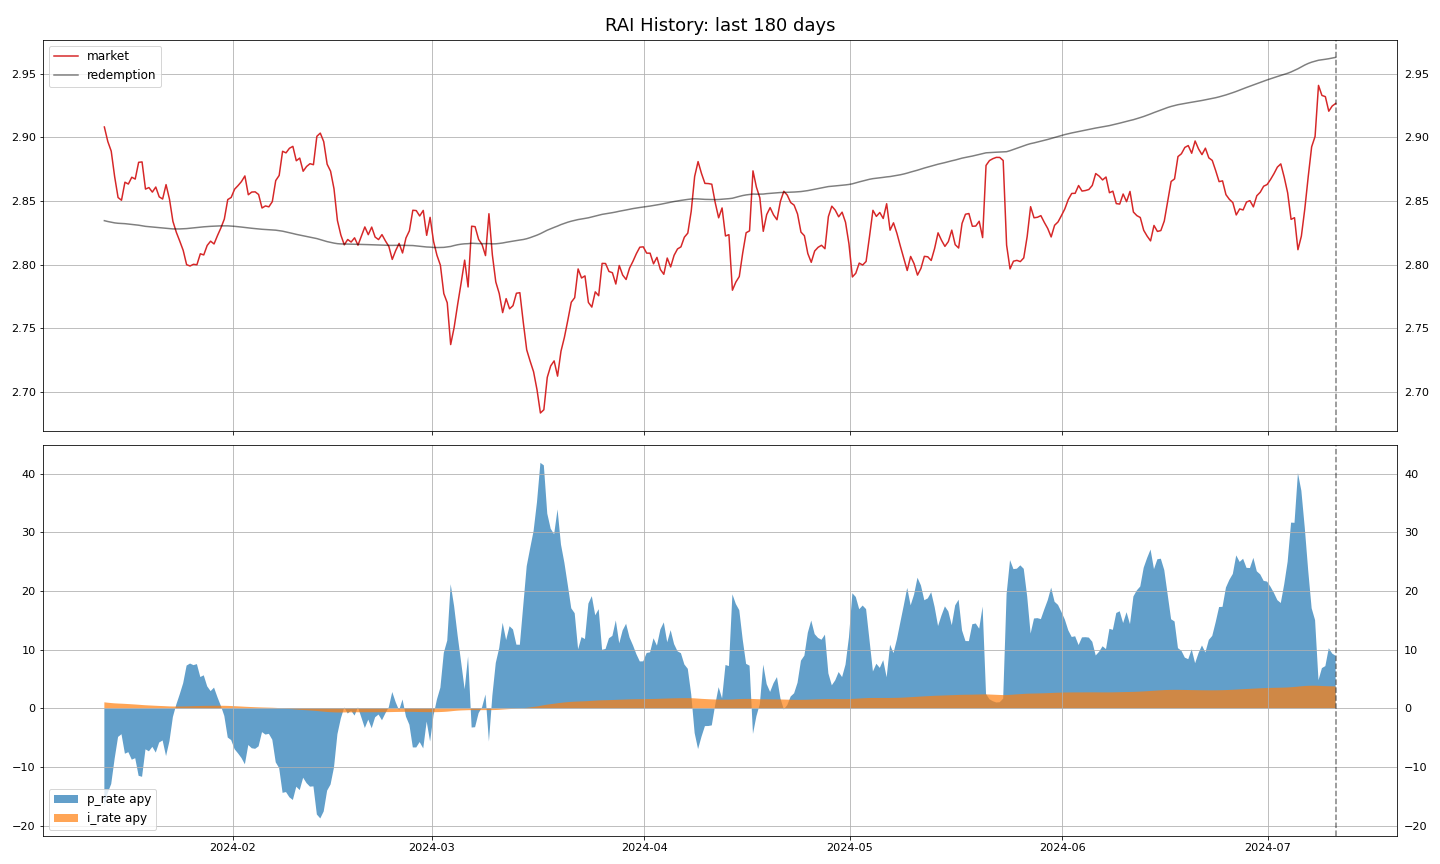 RAI History: last 180 days
market
redemption
2.95 2.95
2.90 2.90
2.85 2.85
2.80 2.80
2.75 2.75
2.70 2.70
40 40
30 30
20 20
10 10
0 0
−10 −10
−20 −20
p_rate apy
i_rate apy
2024-02 2024-03 2024-04 2024-05 2024-06 2024-07